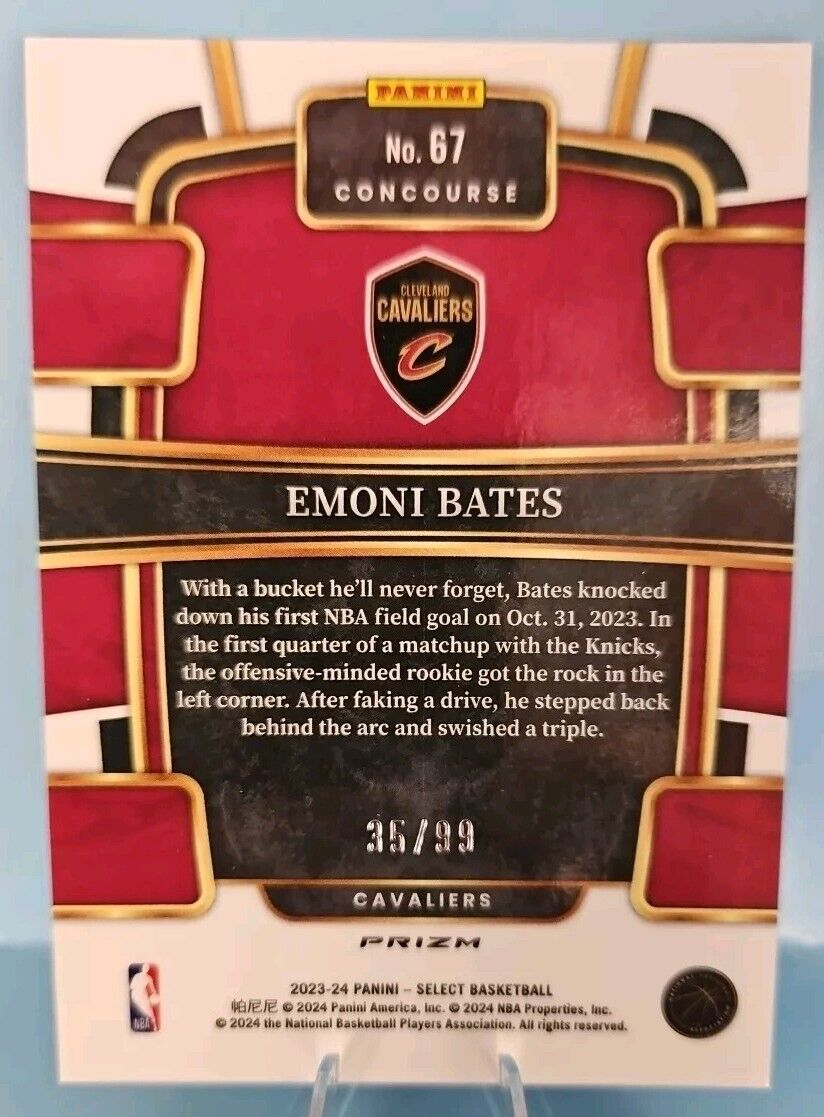 PANINI
No. 67
CONCOURSE
CLEVELAND
CAVALIERS
C
EMONI BATES
With a bucket he'll never forget, Bates knocked
down his first NBA field goal on Oct. 31, 2023. In
the first quarter of a matchup with the Knicks,
the offensive-minded rookie got the rock in the
left corner. After faking a drive, he stepped back
behind the arc and swished a triple.
35/99
CAVALIERS
PRIZM
2023-24 PANINI – SELECT BASKETBALL
帕尼尼 © 2024 Panini America, Inc. © 2024 NBA Properties, Inc.
© 2024 the National Basketball Players Association. All rights reserved.
NBA